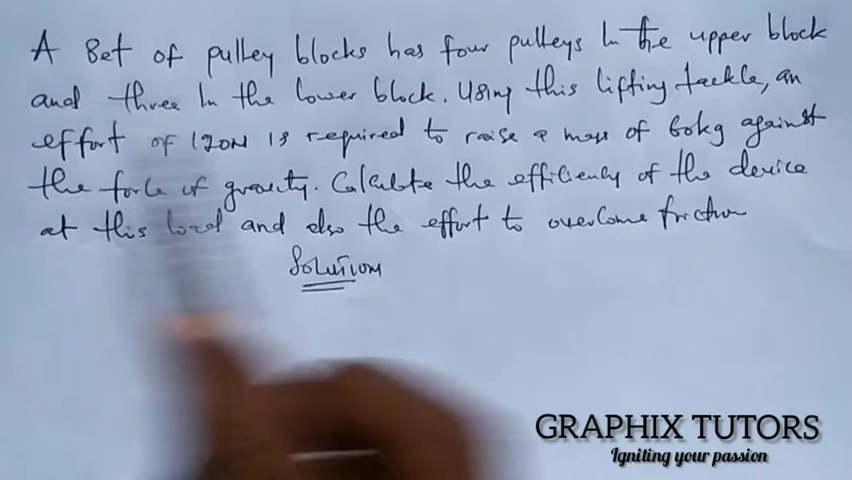 A set of pulley blocks has four pulleys in the upper block
and three in the lower block. Using this lifting tackle, an
effort of 120N is required to raise a mass of 60kg against
the force of gravity. Calculate the efficiency of the device
at this load and also the effort to overcome friction
Solution
GRAPHIX TUTORS
Igniting your passion